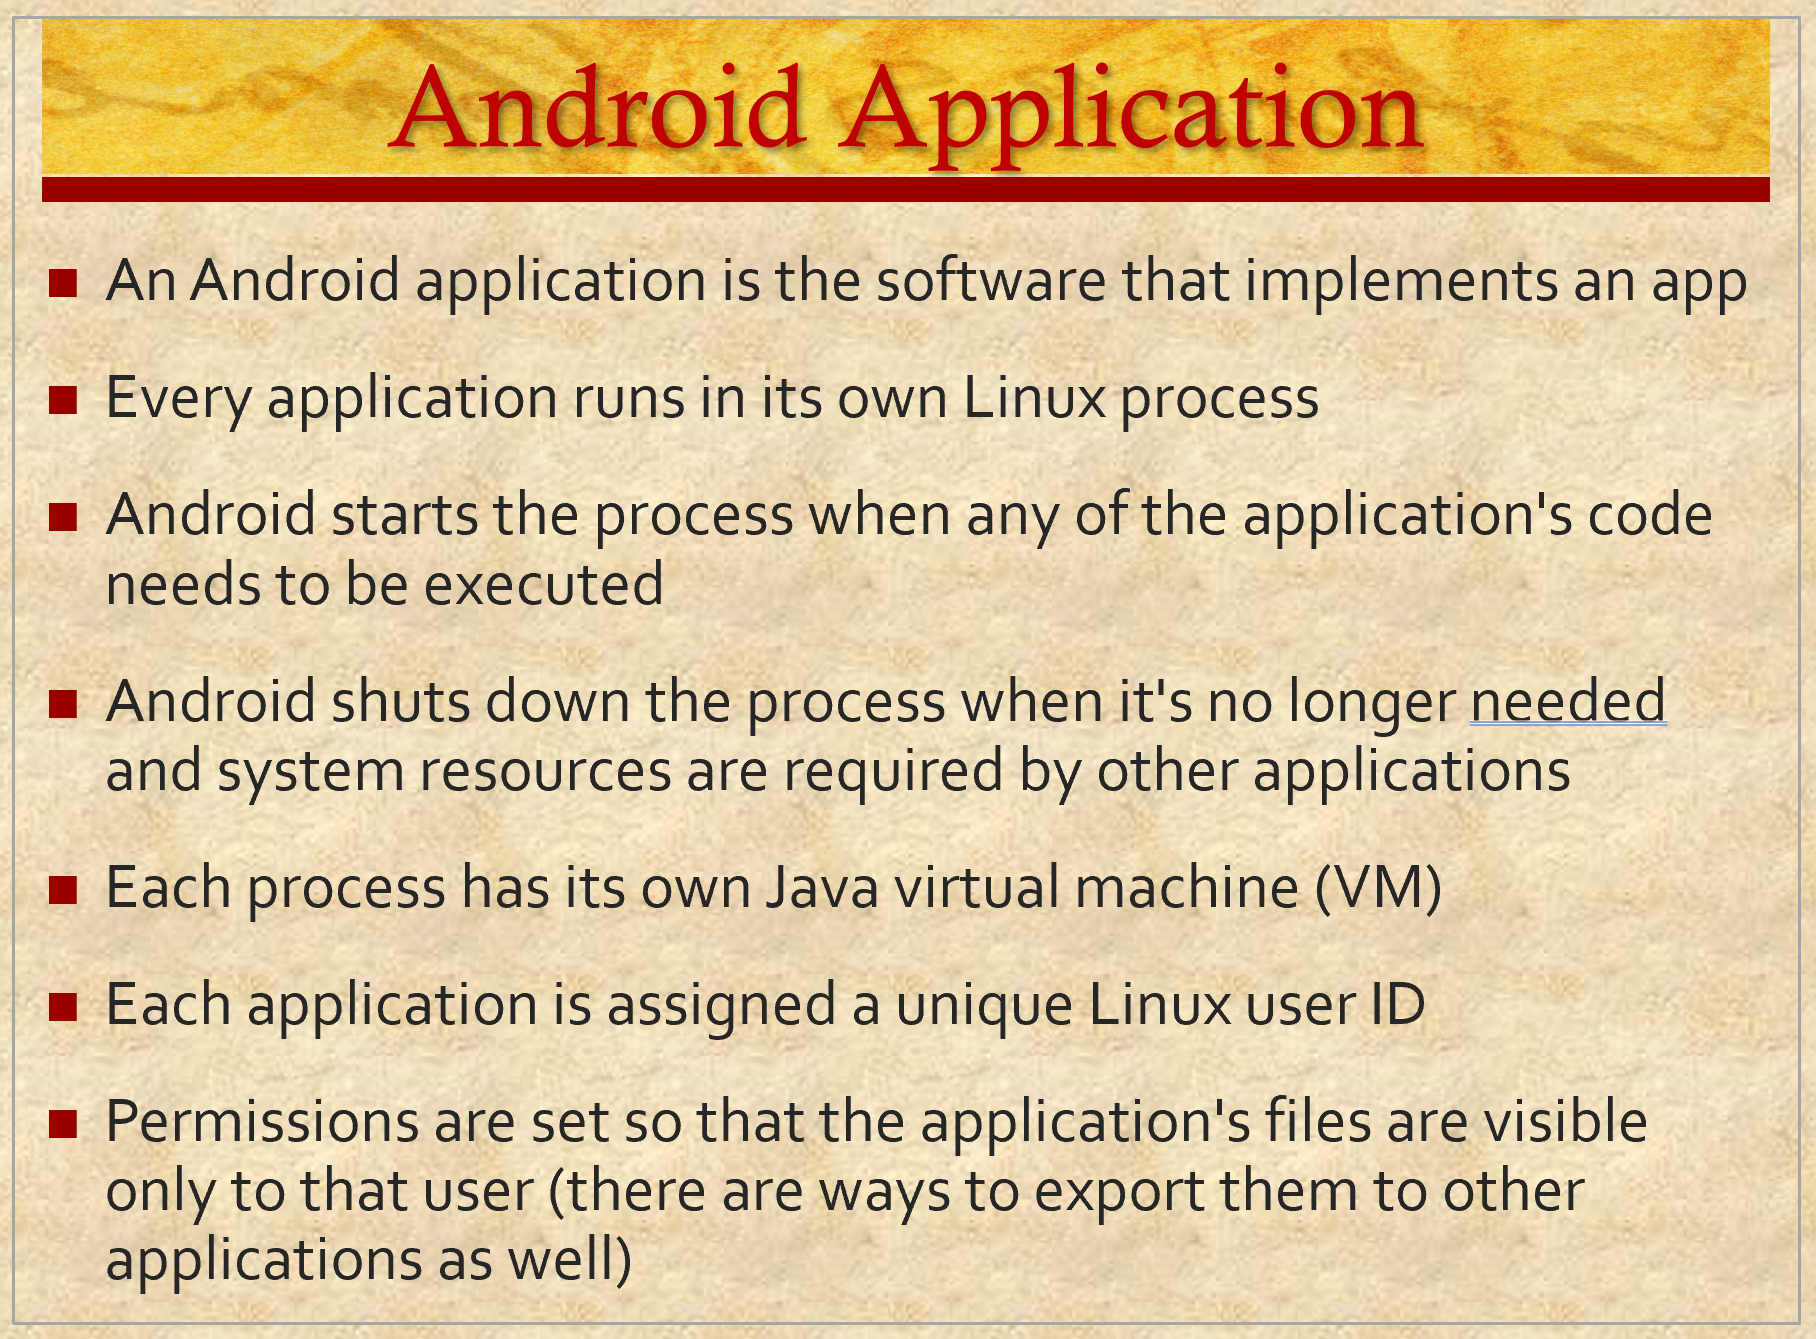 Android Application
An Android application is the software that implements an app
Every application runs in its own Linux process
Android starts the process when any of the application's code
needs to be executed
Android shuts down the process when it's no longer needed
and system resources are required by other applications
Each process has its own Java virtual machine (VM)
Each application is assigned a unique Linux user ID
Permissions are set so that the application's files are visible
only to that user (there are ways to export them to other
applications as well)